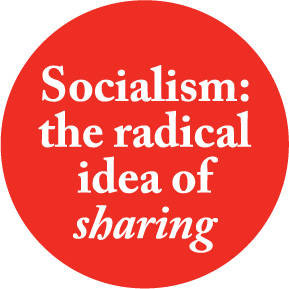 Socialism:
the radical
idea of
sharing